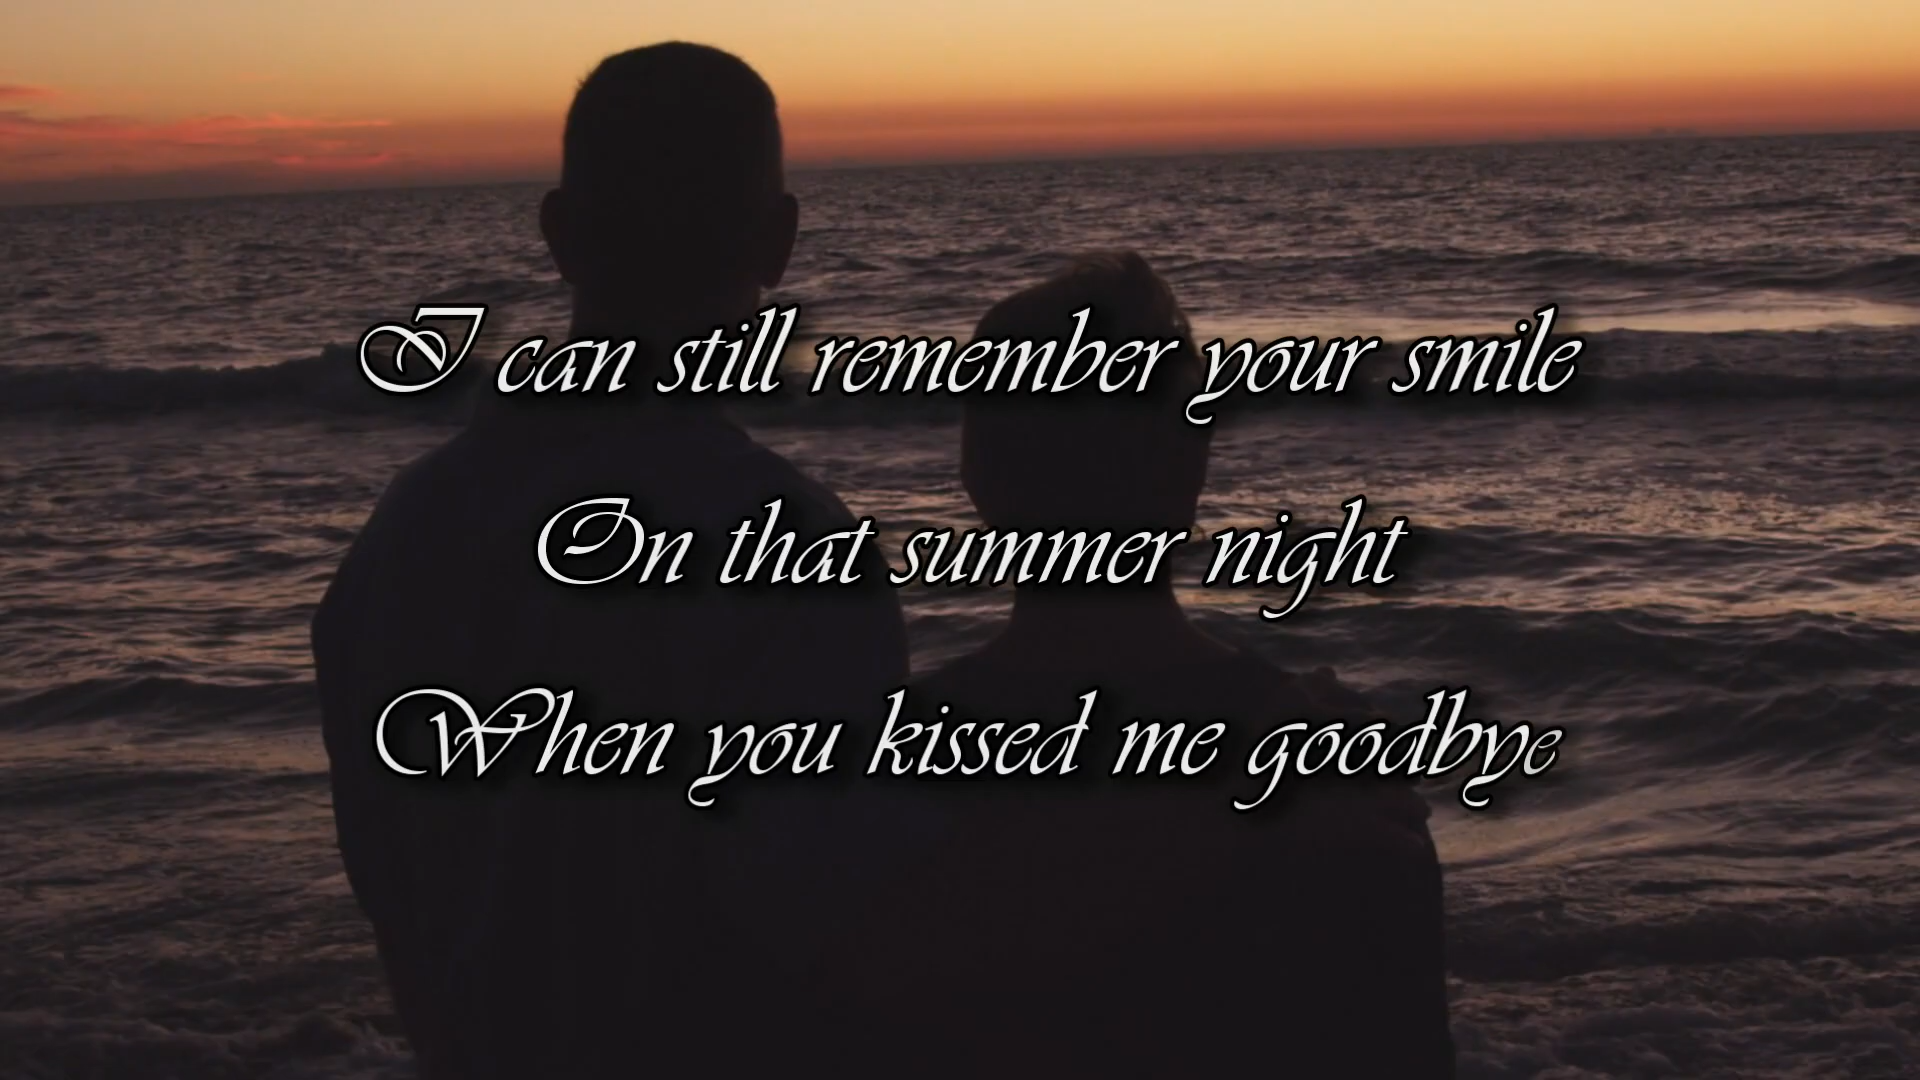 I can still remember your smile
On that summer night
When you kissed me goodbye